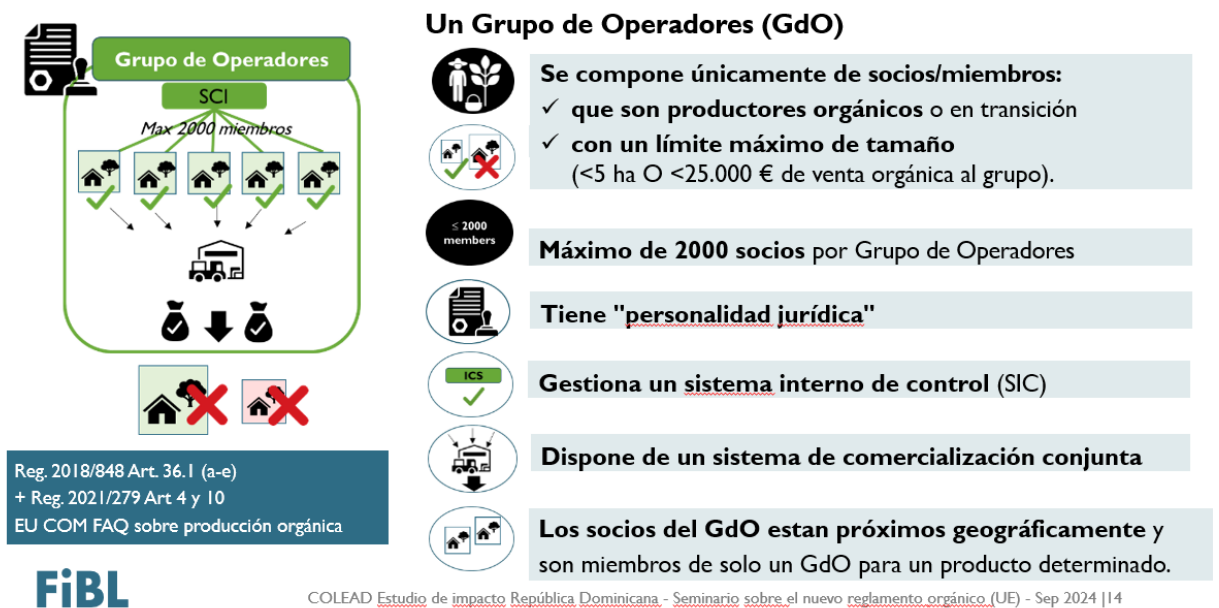 Un Grupo de Operadores (GdO)
Grupo de Operadores
SCI
Max 2000 miembros
Se compone únicamente de socios/miembros:
✓ que son productores orgánicos o en transición
✓ con un límite máximo de tamaño
(<5 ha O <25.000 € de venta orgánica al grupo).
≤ 2000
members
Máximo de 2000 socios por Grupo de Operadores
Tiene "personalidad jurídica"
ICS
Gestiona un sistema interno de control (SIC)
Dispone de un sistema de comercialización conjunta
Los socios del GdO estan próximos geográficamente y
son miembros de solo un GdO para un producto determinado.
Reg. 2018/848 Art. 36.1 (a-e)
+ Reg. 2021/279 Art 4 y 10
EU COM FAQ sobre producción orgánica
FiBL
COLEAD Estudio de impacto República Dominicana - Seminario sobre el nuevo reglamento orgánico (UE) - Sep 2024 |14